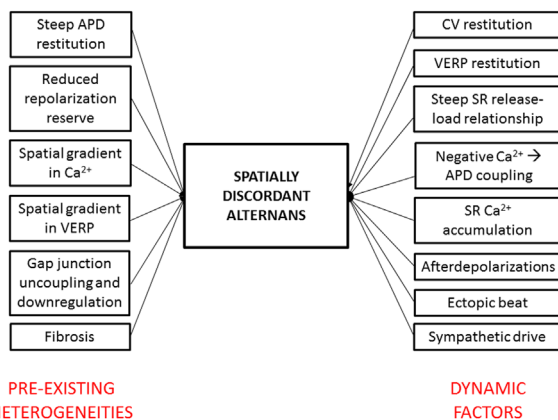 Steep APD
restitution
Reduced
repolarization
reserve
Spatial gradient
in Ca²⁺
Spatial gradient
in VERP
Gap junction
uncoupling and
downregulation
Fibrosis
SPATIALLY
DISCORDANT
ALTERNANS
CV restitution
VERP restitution
Steep SR release-
load relationship
Negative Ca²⁺ →
APD coupling
SR Ca²⁺
accumulation
Afterdepolarizations
Ectopic beat
Sympathetic drive
PRE-EXISTING
HETEROGENEITIES
DYNAMIC
FACTORS